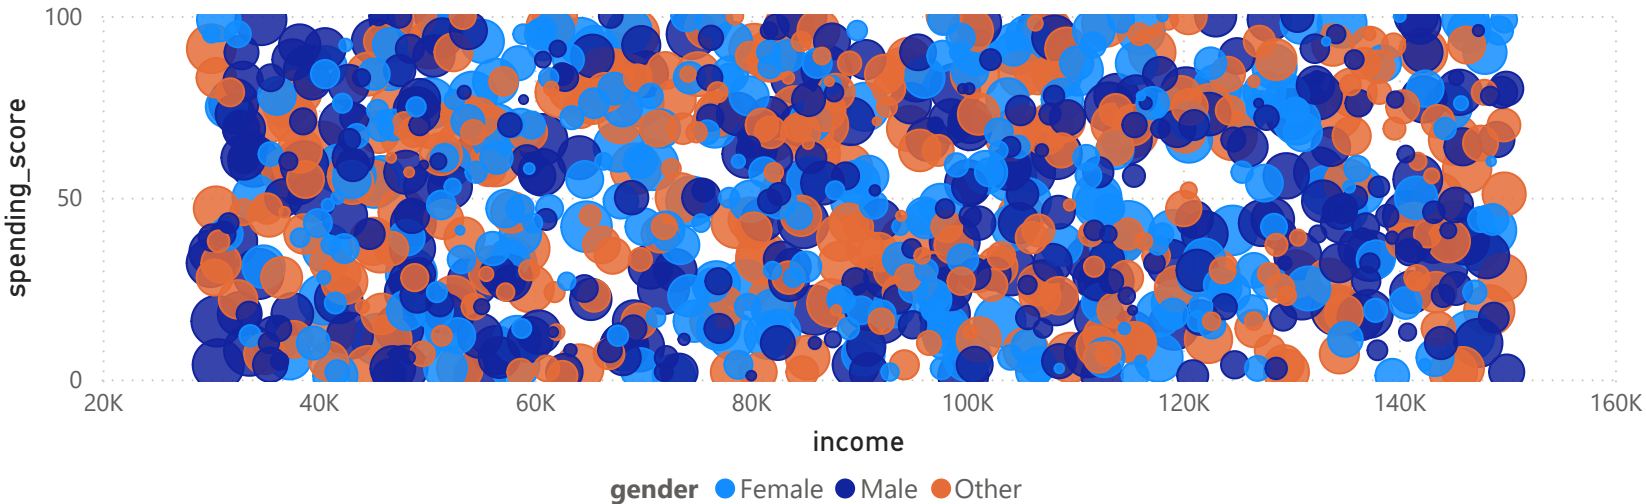 100
50
0
spending_score
20K 40K 60K 80K 100K 120K 140K 160K
income
gender Female Male Other